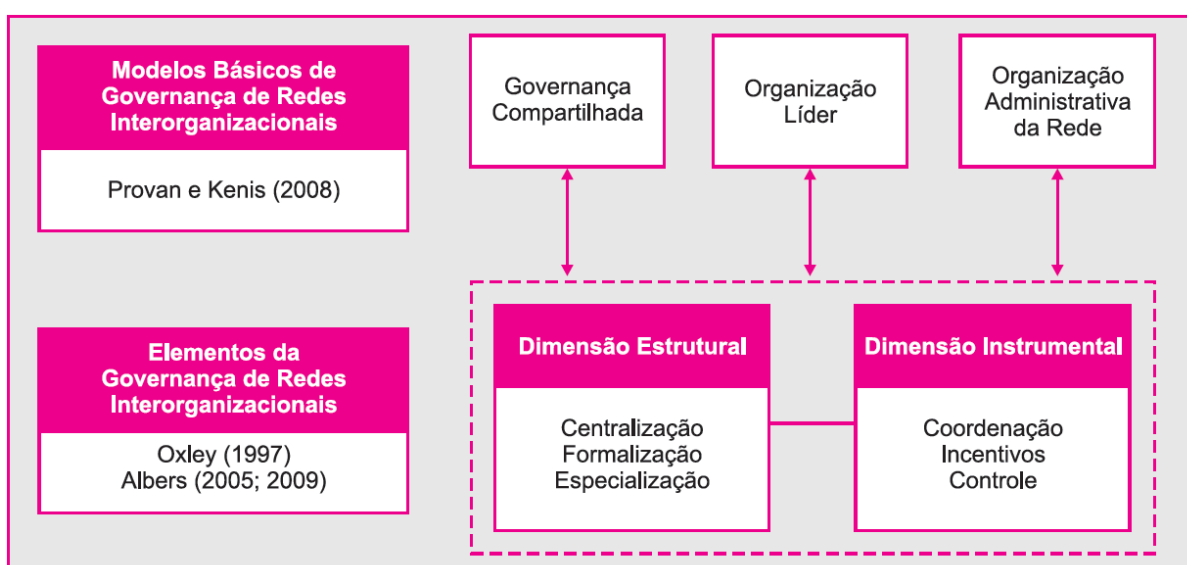 Modelos Básicos de
Governança de Redes
Interorganizacionais
Provan e Kenis (2008)
Governança
Compartilhada
Organização
Líder
Organização
Administrativa
da Rede
Elementos da
Governança de Redes
Interorganizacionais
Oxley (1997)
Albers (2005; 2009)
Dimensão Estrutural
Centralização
Formalização
Especialização
Dimensão Instrumental
Coordenação
Incentivos
Controle